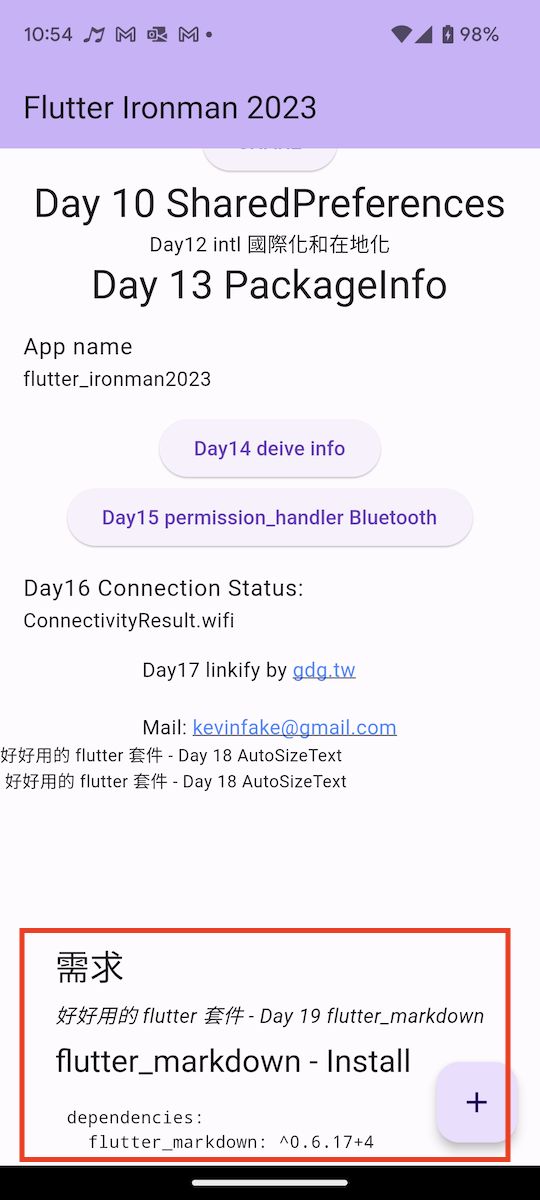 10:54
98%
Flutter Ironman 2023
Day 10 SharedPreferences
Day12 intl 國際化和在地化
Day 13 PackageInfo
App name
flutter_ironman2023
Day14 deive info
Day15 permission_handler Bluetooth
Day16 Connection Status:
ConnectivityResult.wifi
Day17 linkify by gdg.tw
Mail: kevinfake@gmail.com
好好用的 flutter 套件 - Day 18 AutoSizeText
好好用的 flutter 套件 - Day 18 AutoSizeText
需求
好好用的 flutter 套件 - Day 19 flutter_markdown
flutter_markdown - Install
dependencies:
flutter_markdown: ^0.6.17+4